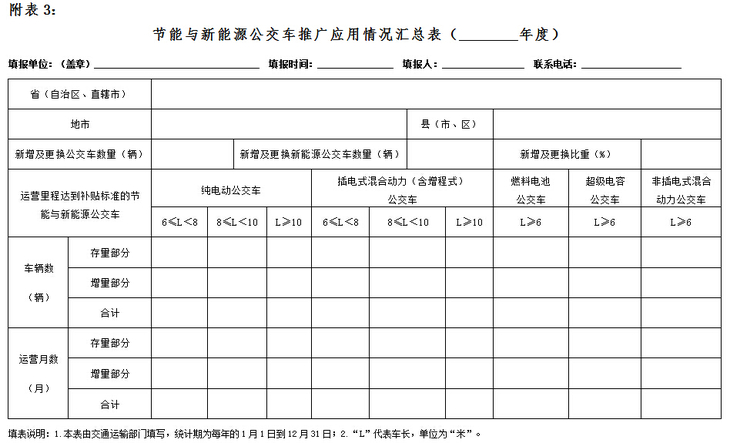 附表 3：
节能与新能源公交车推广应用情况汇总表（_______年度）
填报单位：（盖章）____________________ 填报时间：__________ 填报人：__________ 联系电话：____________
省（自治区、直辖市）
地市 县（市、区）
新增及更换公交车数量（辆） 新增及更换新能源公交车数量（辆） 新增及更换比重（%）
运营里程达到补贴标准的节能与新能源公交车 纯电动公交车 插电式混合动力（含增程式）公交车 燃料电池公交车 超级电容公交车 非插电式混合动力公交车
6≤L＜8 8≤L＜10 L≥10 6≤L＜8 8≤L＜10 L≥10 L≥6 L≥6 L≥6
车辆数（辆） 存量部分
增量部分
合计
运营月数（月） 存量部分
增量部分
合计
填表说明：1.本表由交通运输部门填写，统计期为每年的1月1日到12月31日；2.“L”代表车长，单位为“米”。